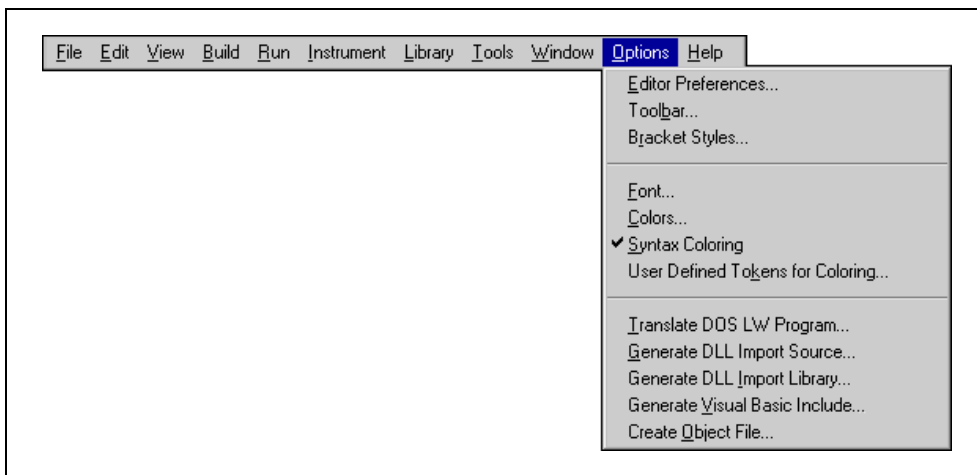 File Edit View Build Run Instrument Library Tools Window Options Help
Editor Preferences...
Toolbar...
Bracket Styles...
Font...
Colors...
Syntax Coloring
User Defined Tokens for Coloring...
Translate DOS LW Program...
Generate DLL Import Source...
Generate DLL Import Library...
Generate Visual Basic Include...
Create Object File...